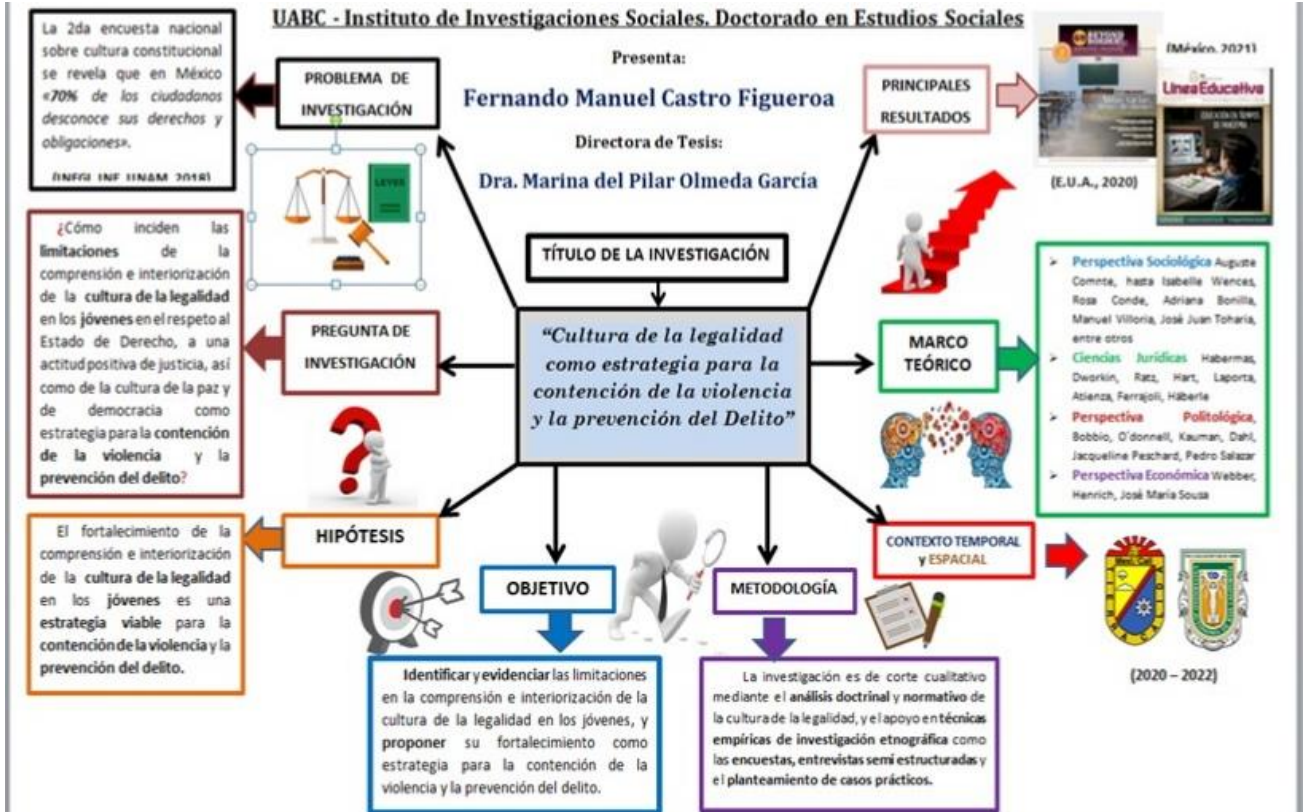 UABC - Instituto de Investigaciones Sociales. Doctorado en Estudios Sociales
Presenta:
Fernando Manuel Castro Figueroa
Directora de Tesis:
Dra. Marina del Pilar Olmeda García
TÍTULO DE LA INVESTIGACIÓN
“Cultura de la legalidad
como estrategia para la
contención de la violencia
y la prevención del Delito”
PROBLEMA DE
INVESTIGACIÓN
La 2da encuesta nacional
sobre cultura constitucional
se revela que en México
«70% de los ciudadanos
desconoce sus derechos y
obligaciones».
(INEGI, INE, UNAM, 2018)
LEYES
PREGUNTA DE
INVESTIGACIÓN
¿Cómo inciden las
limitaciones de la
comprensión e interiorización
de la cultura de la legalidad
en los jóvenes en el respeto al
Estado de Derecho, a una
actitud positiva de justicia, así
como de la cultura de la paz y
de democracia como
estrategia para la contención
de la violencia y la
prevención del delito?
HIPÓTESIS
El fortalecimiento de la
comprensión e interiorización
de la cultura de la legalidad
en los jóvenes es una
estrategia viable para la
contención de la violencia y la
prevención del delito.
OBJETIVO
Identificar y evidenciar las limitaciones
en la comprensión e interiorización de la
cultura de la legalidad en los jóvenes, y
proponer su fortalecimiento como
estrategia para la contención de la
violencia y la prevención del delito.
METODOLOGÍA
La investigación es de corte cualitativo
mediante el análisis doctrinal y normativo de
la cultura de la legalidad, y el apoyo en técnicas
empíricas de investigación etnográfica como
las encuestas, entrevistas semi estructuradas y
el planteamiento de casos prácticos.
CONTEXTO TEMPORAL
y ESPACIAL
(2020 – 2022)
MARCO
TEÓRICO
➤ Perspectiva Sociológica Auguste
Comnte, hasta Isabelle Wences,
Rosa Conde, Adriana Bonilla,
Manuel Villoria, José Juan Toharia,
entre otros
➤ Ciencias Jurídicas Habermas,
Dworkin, Ratz, Hart, Laporta,
Atienza, Ferrajoli, Häberle
➤ Perspectiva Politológica,
Bobbio, O´donnell, Kauman, Dahl,
Jacqueline Peschard, Pedro Salazar
➤ Perspectiva Económica Webber,
Henrich, José María Sousa
PRINCIPALES
RESULTADOS
(E.U.A., 2020)
(México, 2021)
Línea Educativa
EDUCACIÓN EN TIEMPOS
DE PANDEMIA